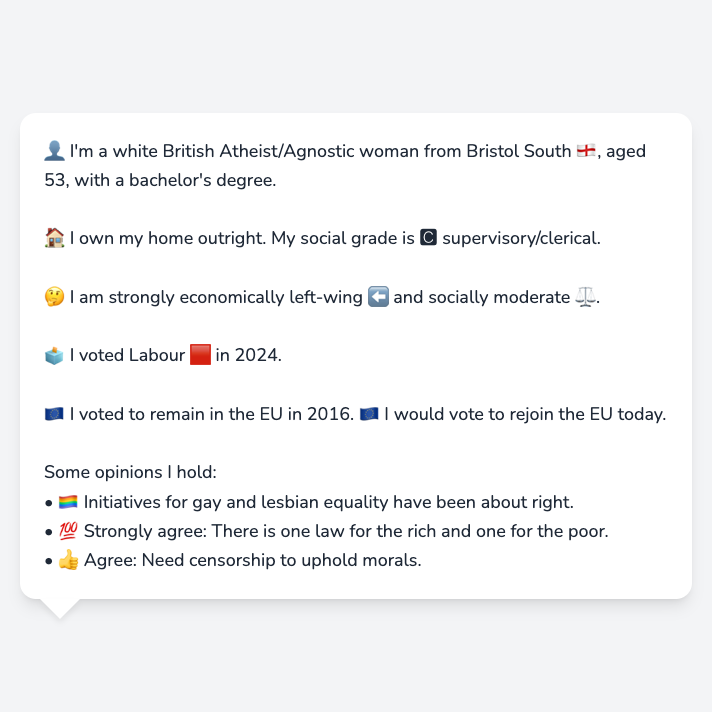 👤 I'm a white British Atheist/Agnostic woman from Bristol South 🏴󠁧󠁢󠁥󠁮󠁧󠁿, aged
53, with a bachelor's degree.
🏠 I own my home outright. My social grade is 🅲 supervisory/clerical.
🤔 I am strongly economically left-wing ⬅️ and socially moderate ⚖️.
🗳️ I voted Labour 🟥 in 2024.
🇪🇺 I voted to remain in the EU in 2016. 🇪🇺 I would vote to rejoin the EU today.
Some opinions I hold:
• 🏳️‍🌈 Initiatives for gay and lesbian equality have been about right.
• 💯 Strongly agree: There is one law for the rich and one for the poor.
• 👍 Agree: Need censorship to uphold morals.